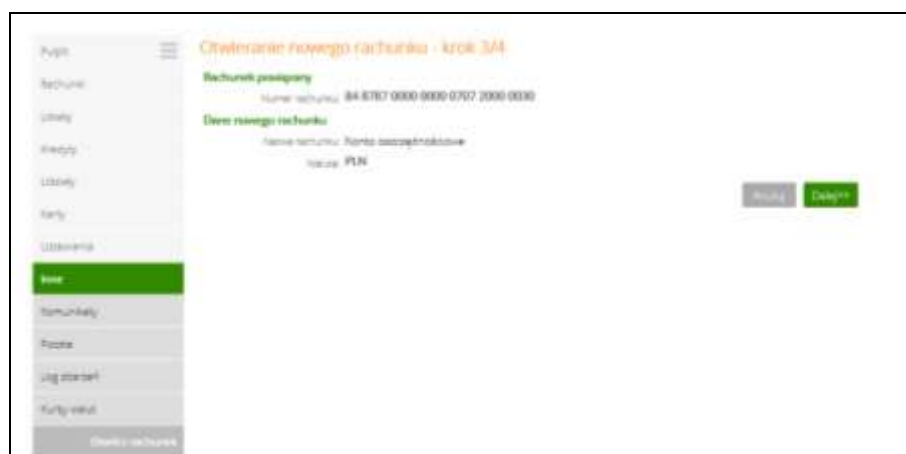 Pulpit
Rachunki
Lokaty
Kredyty
Karty
Ustawienia
Inne
Komunikaty
Poczta
Log zdarzeń
Kursy walut
Otwórz rachunek
Otwieranie nowego rachunku - krok 3/4
Rachunek powiązany
Numer rachunku 84 8787 0000 0000 0707 2000 0030
Dane nowego rachunku
Nazwa rachunku Konto oszczędnościowe
Waluta PLN
Anuluj Dalej>>